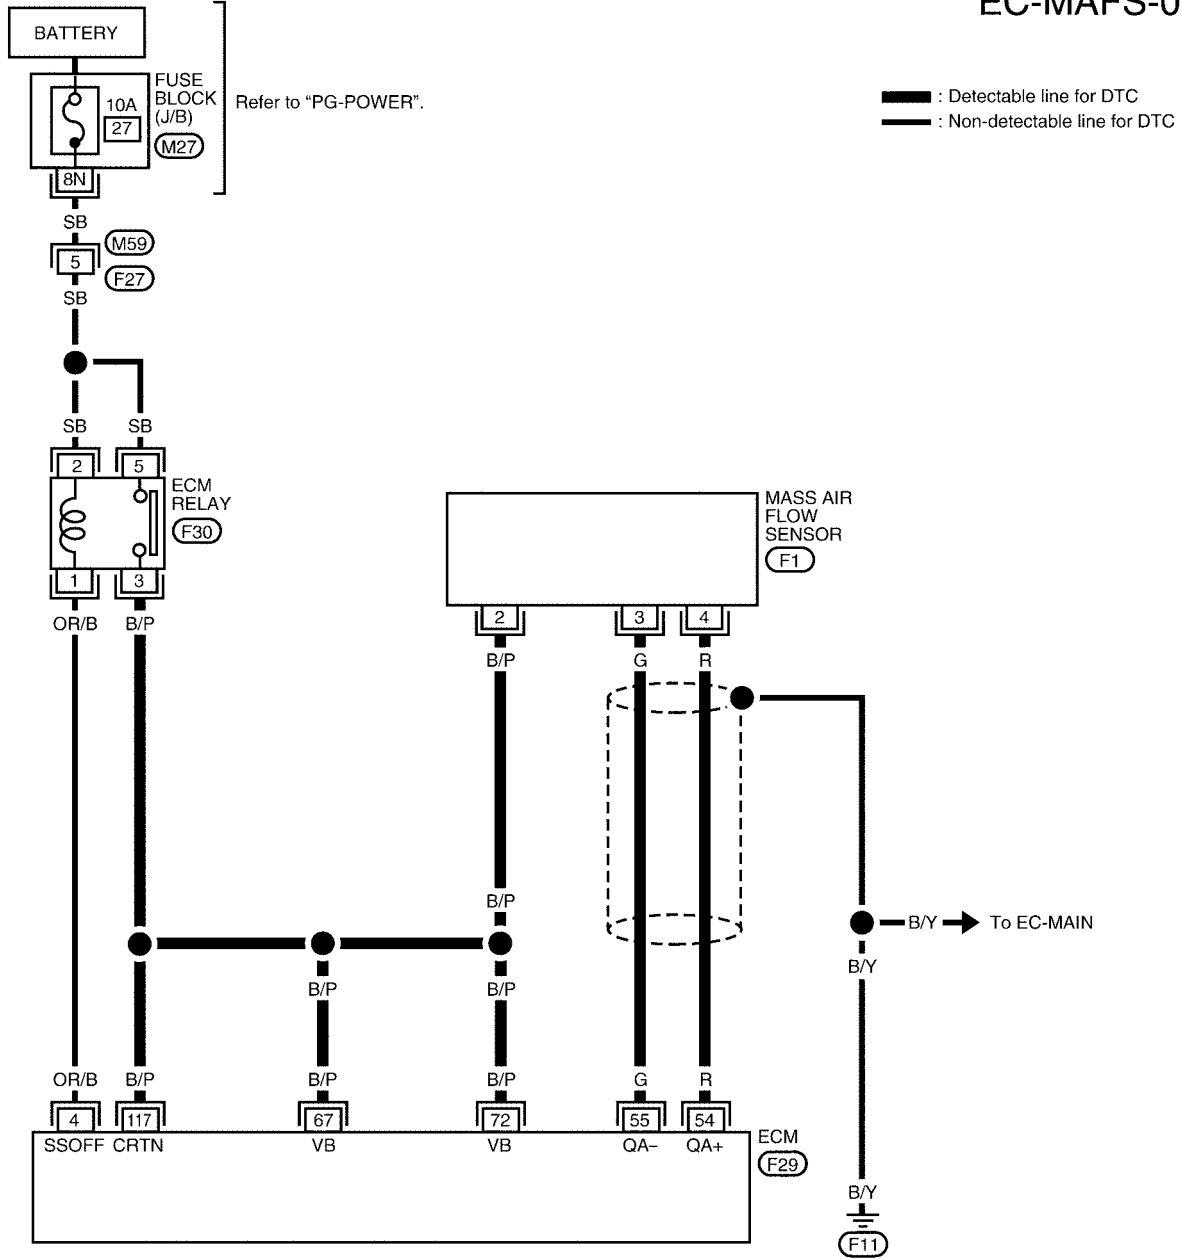 EC-MAFS-0
BATTERY
FUSE
BLOCK
(J/B)
M27
10A
27
8N
Refer to “PG-POWER”.
: Detectable line for DTC
: Non-detectable line for DTC
SB
M59
5
F27
SB
SB
SB
2
5
ECM
RELAY
F30
1
3
OR/B
B/P
MASS AIR
FLOW
SENSOR
F1
2
3
4
B/P
G
R
B/P
B/P
B/P
B/Y
To EC-MAIN
B/Y
OR/B
B/P
B/P
B/P
G
R
4
117
67
72
55
54
SSOFF
CRTN
VB
VB
QA–
QA+
ECM
F29
B/Y
F11